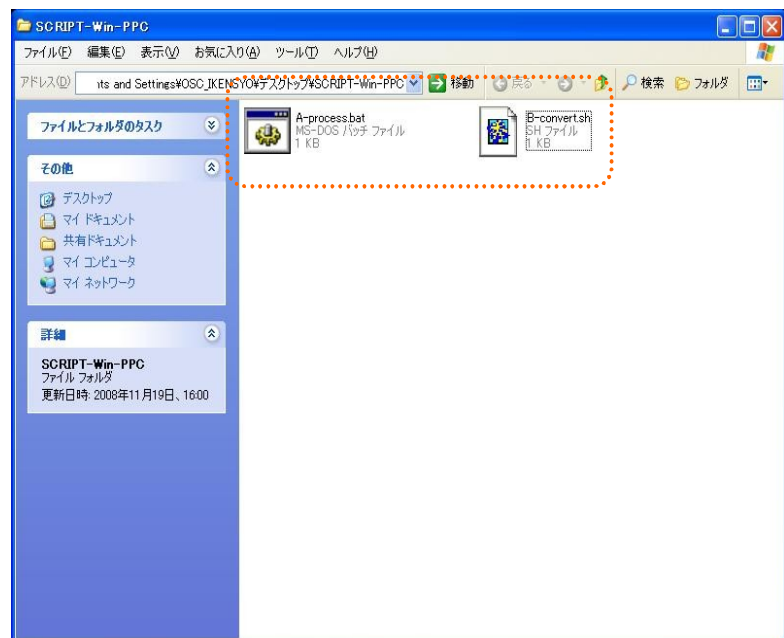 SCRIPT-Win-PPC
ファイル(F) 編集(E) 表示(V) お気に入り(A) ツール(T) ヘルプ(H)
アドレス(D) nts and Settings¥OSC_IKENSYO¥デスクトップ¥SCRIPT-Win-PPC 移動 戻る 検索 フォルダ
ファイルとフォルダのタスク
その他
デスクトップ
マイ ドキュメント
共有ドキュメント
マイ コンピュータ
マイ ネットワーク
詳細
SCRIPT-Win-PPC
ファイル フォルダ
更新日時: 2008年11月19日、16:00
A-process.bat
MS-DOS バッチ ファイル
1 KB
B-convert.sh
SH ファイル
1 KB